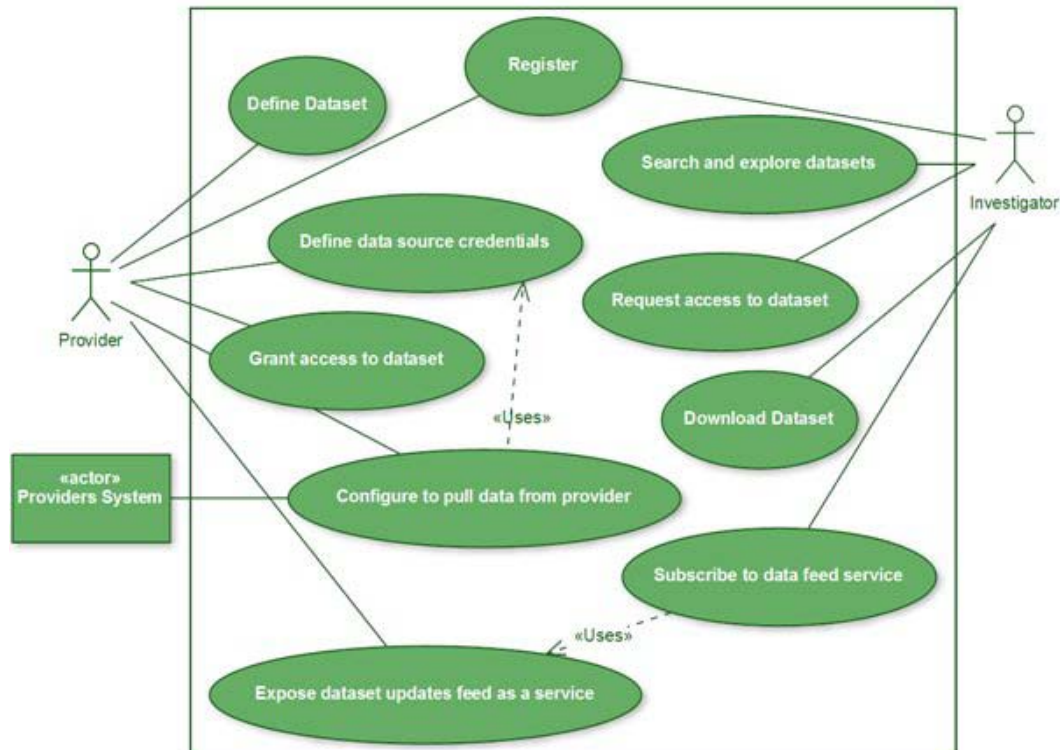 Register
Define Dataset
Search and explore datasets
Investigator
Define data source credentials
Provider
Request access to dataset
Grant access to dataset
«Uses»
Download Dataset
«actor»
Providers System
Configure to pull data from provider
Subscribe to data feed service
«Uses»
Expose dataset updates feed as a service